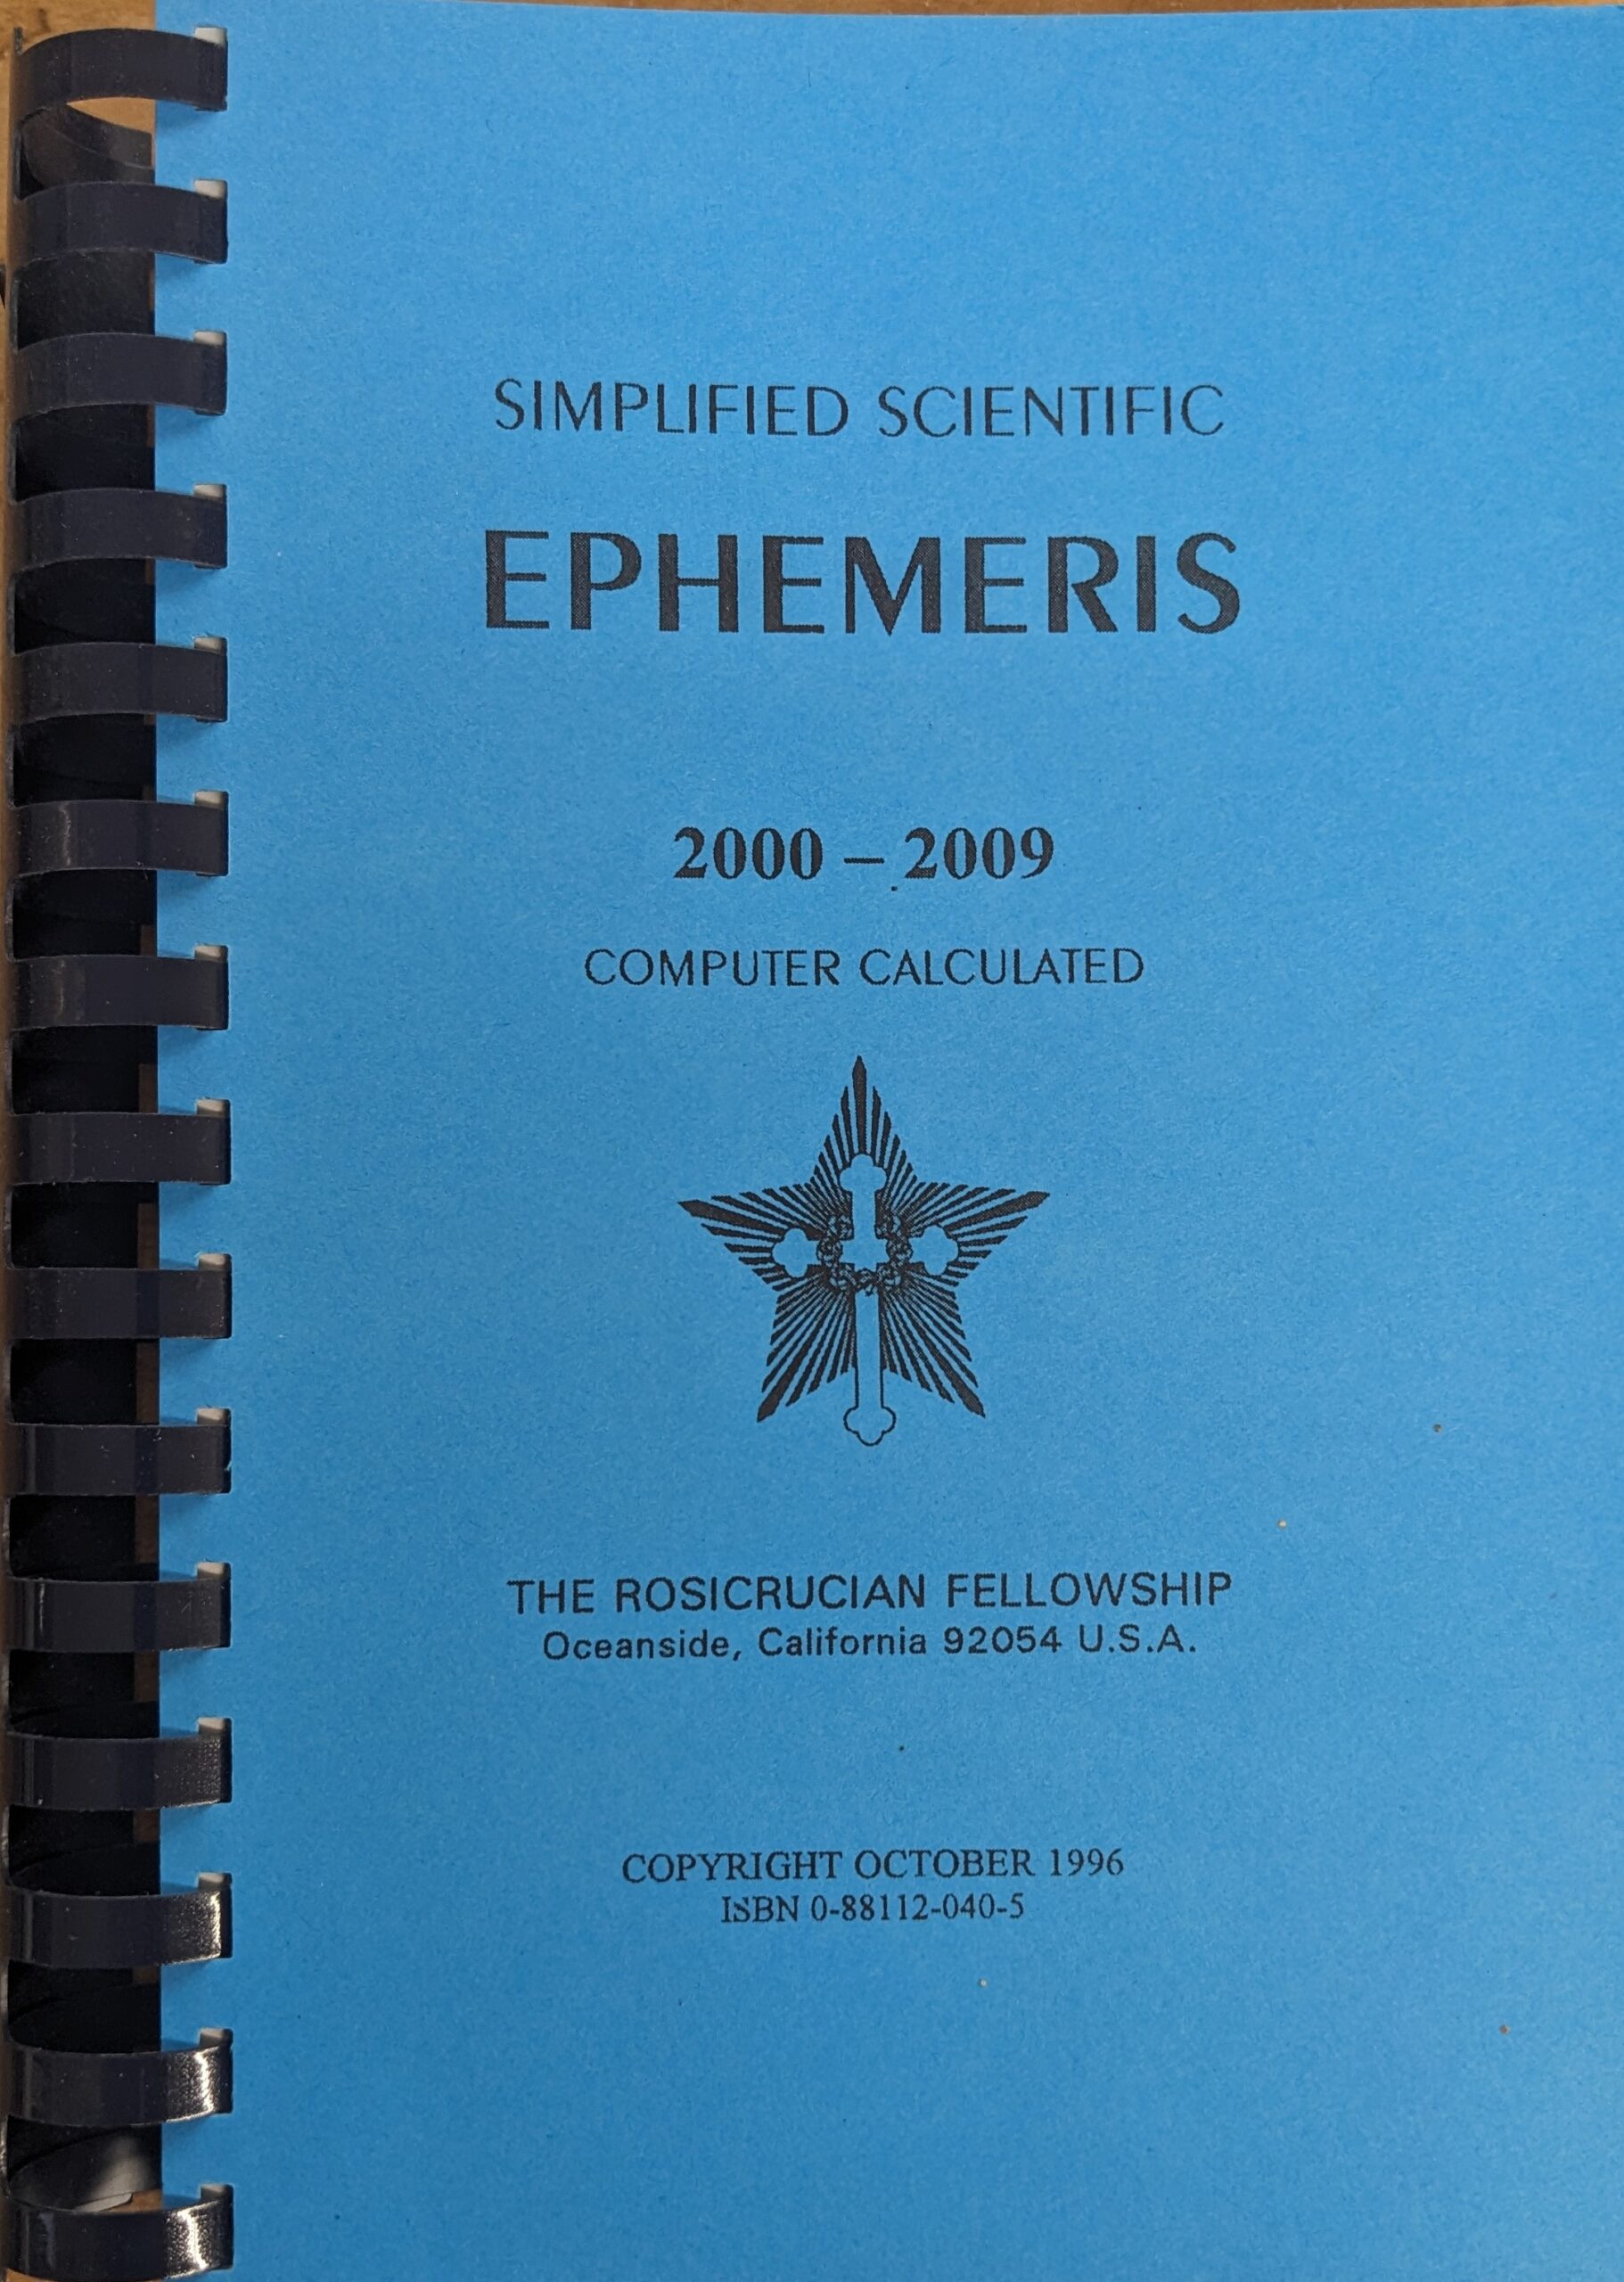 SIMPLIFIED SCIENTIFIC
EPHEMERIS
2000 – 2009
COMPUTER CALCULATED
THE ROSICRUCIAN FELLOWSHIP
Oceanside, California 92054 U.S.A.
COPYRIGHT OCTOBER 1996
ISBN 0-88112-040-5